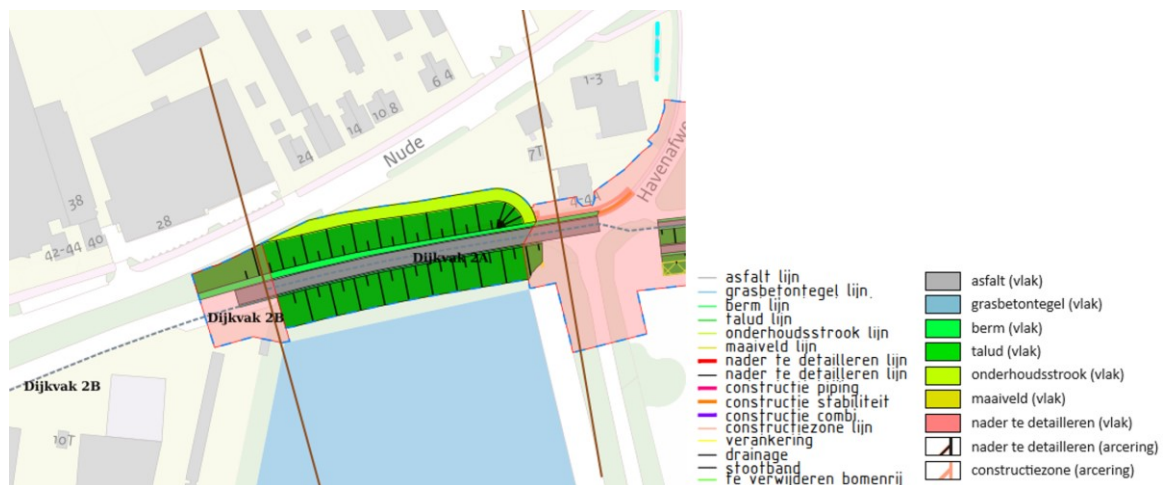 6 4
1-3
10 8
14
Nude
24
7T
38
28
4-4A
Havenafwe
42-44
40
Dijkvak 2A
Dijkvak 2B
Dijkvak 2B
10T
asfalt lijn
grasbetontegel lijn
berm lijn
talud lijn
onderhoudsstrook lijn
maaiveld lijn
nader te detailleren lijn
nader te detailleren lijn
constructie piping
constructie stabiliteit
constructie combi
constructiezone lijn
verankering
drainage
stootband
te verwijderen bomenrij
asfalt (vlak)
grasbetontegel (vlak)
berm (vlak)
talud (vlak)
onderhoudsstrook (vlak)
maaiveld (vlak)
nader te detailleren (vlak)
nader te detailleren (arcering)
constructiezone (arcering)